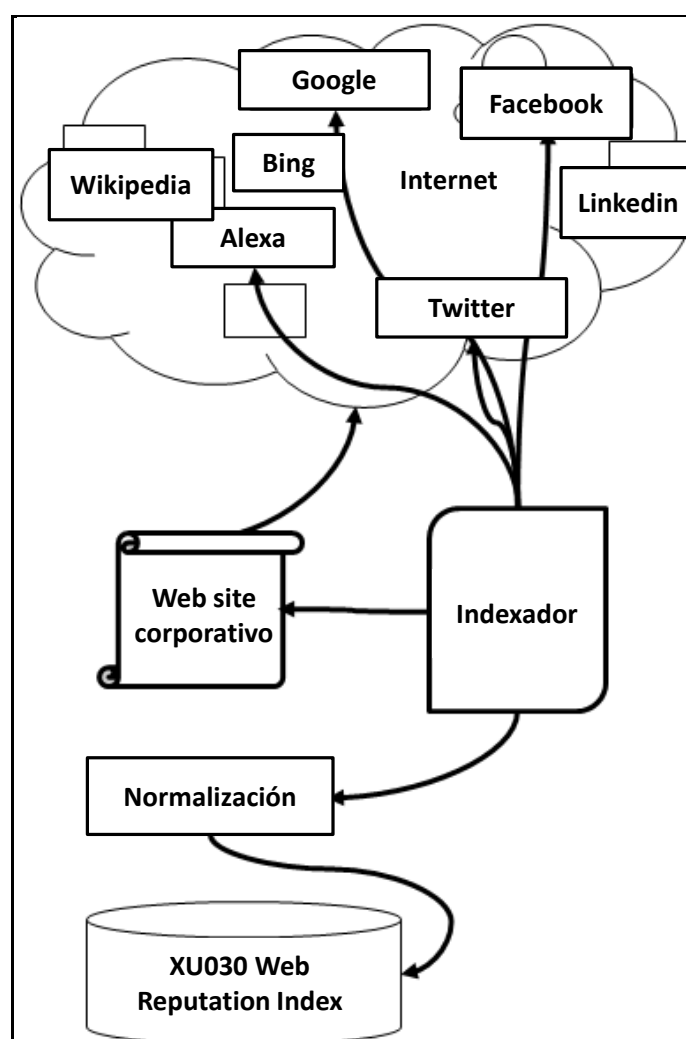 Google
Facebook
Bing
Wikipedia
Internet
Linkedin
Alexa
Twitter
Web site
corporativo
Indexador
Normalización
XU030 Web
Reputation Index